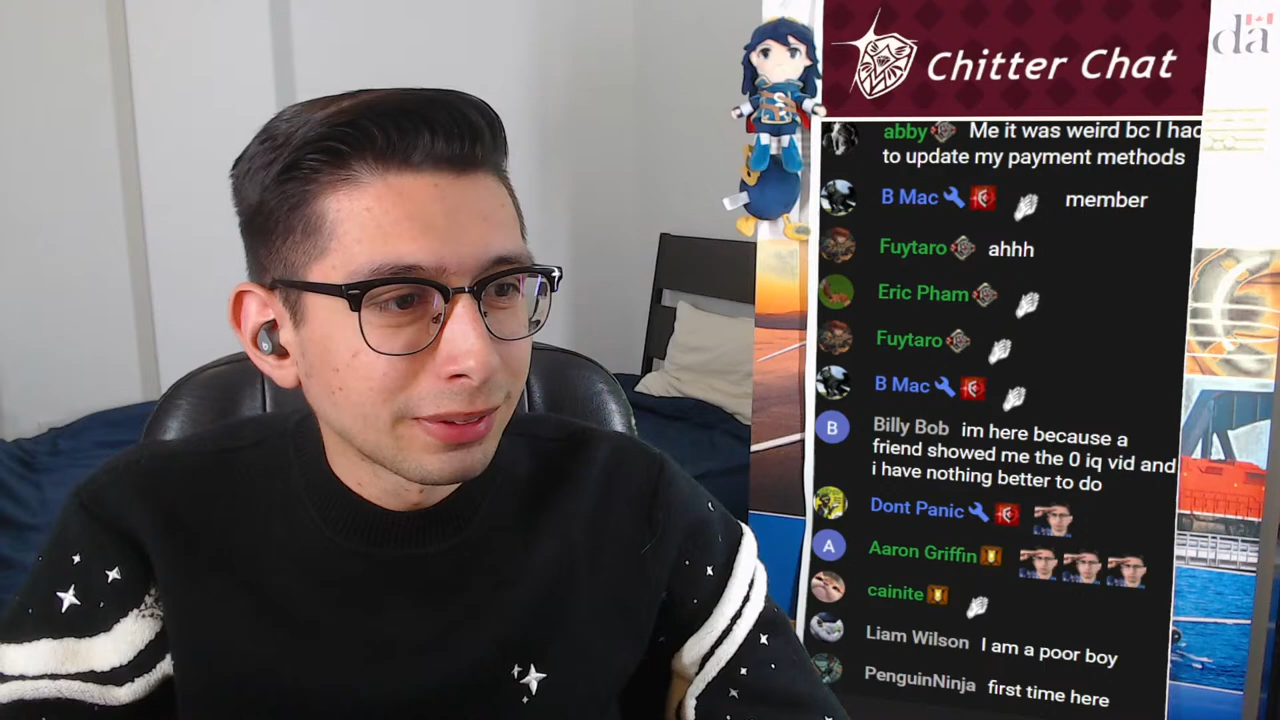 Chitter Chat
da
abby Me it was weird bc I had
to update my payment methods
B Mac member
Fuytaro ahhh
Eric Pham
Fuytaro
B Mac
B Billy Bob im here because a
friend showed me the 0 iq vid and
i have nothing better to do
Dont Panic
A Aaron Griffin
cainite
Liam Wilson I am a poor boy
PenguinNinja first time here